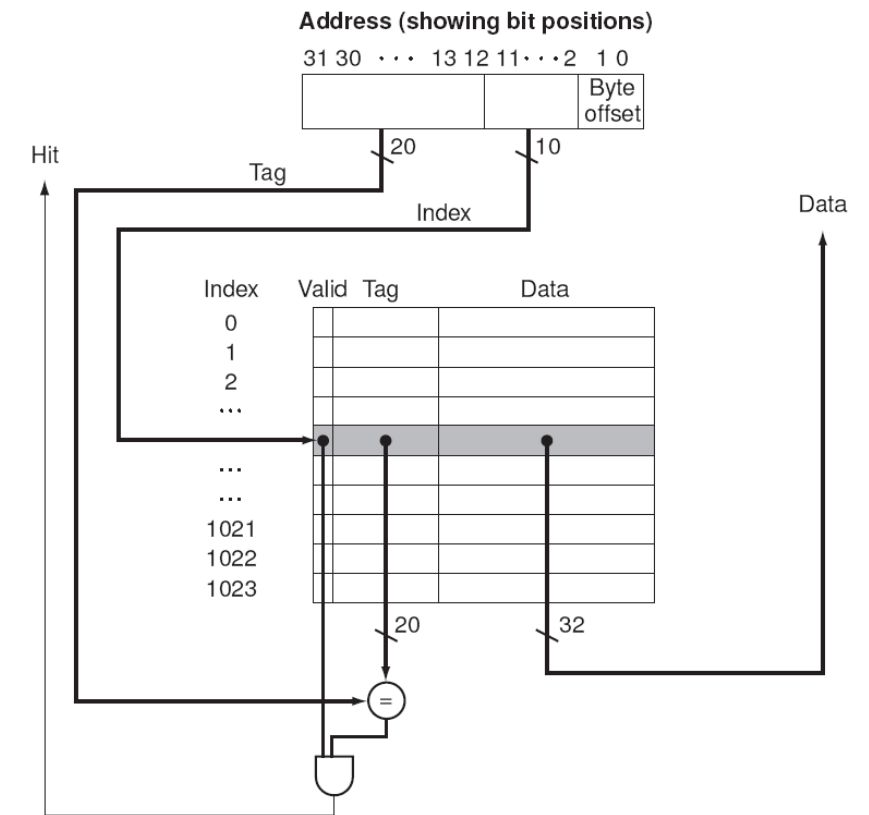 Address (showing bit positions)
31 30 ··· 13 12 11···2 1 0
Byte
offset
20
10
Hit
Tag
Index
Data
Index Valid Tag Data
0
1
2
···
···
···
1021
1022
1023
20
32
=